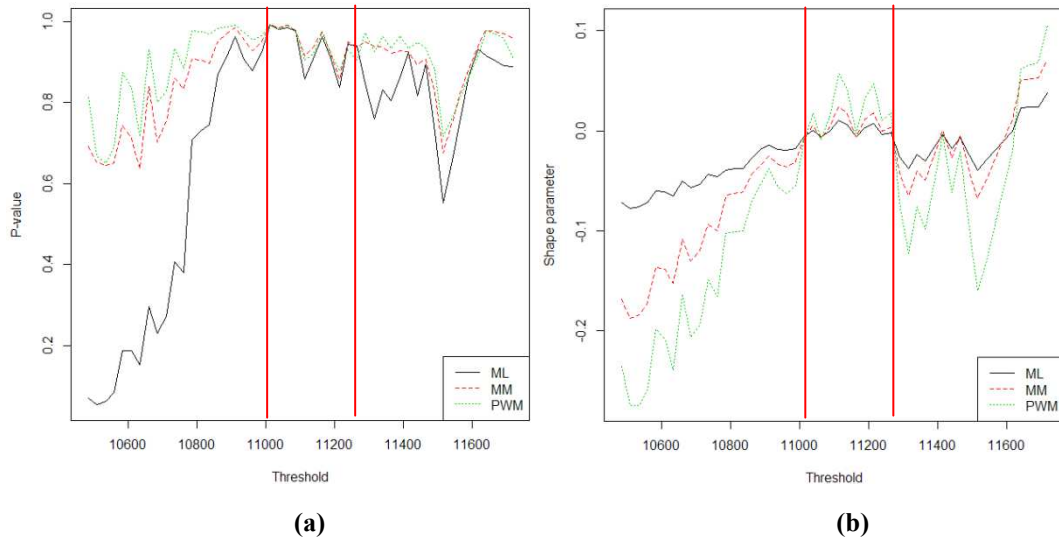 P-value
1.0
0.8
0.6
0.4
0.2
10600 10800 11000 11200 11400 11600
Threshold
ML
MM
PWM
(a)
Shape parameter
0.1
0.0
-0.1
-0.2
10600 10800 11000 11200 11400 11600
Threshold
ML
MM
PWM
(b)